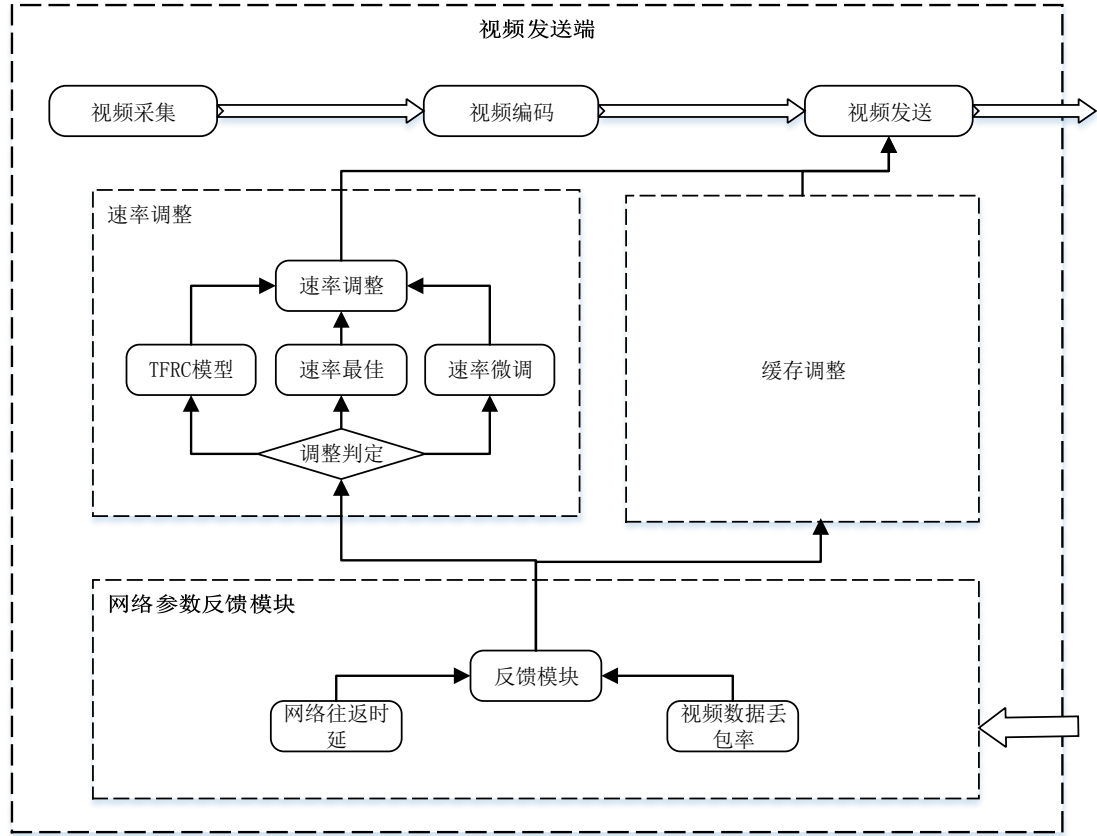 视频发送端
视频采集
视频编码
视频发送
速率调整
速率调整
TFRC模型
速率最佳
速率微调
调整判定
缓存调整
网络参数反馈模块
反馈模块
网络往返时
延
视频数据丢
包率